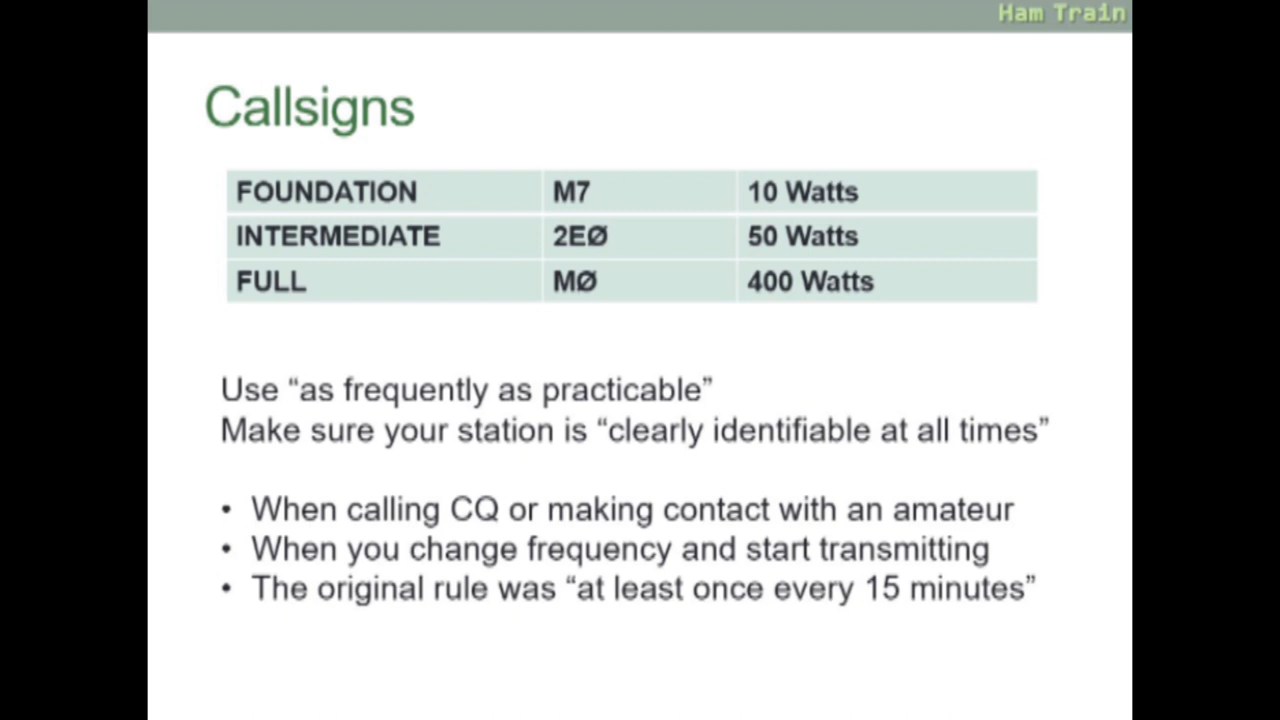 Ham Train
Callsigns
FOUNDATION M7 10 Watts
INTERMEDIATE 2EØ 50 Watts
FULL MØ 400 Watts
Use “as frequently as practicable”
Make sure your station is “clearly identifiable at all times”
• When calling CQ or making contact with an amateur
• When you change frequency and start transmitting
• The original rule was “at least once every 15 minutes”